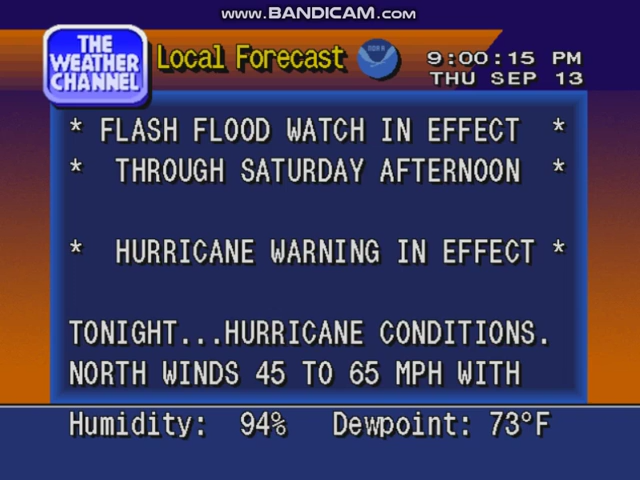 www.BANDICAM.com
THE
WEATHER
CHANNEL
Local Forecast
NOAA
9:00:15 PM
THU SEP 13
* FLASH FLOOD WATCH IN EFFECT *
* THROUGH SATURDAY AFTERNOON *
* HURRICANE WARNING IN EFFECT *
TONIGHT...HURRICANE CONDITIONS.
NORTH WINDS 45 TO 65 MPH WITH
Humidity: 94% Dewpoint: 73°F